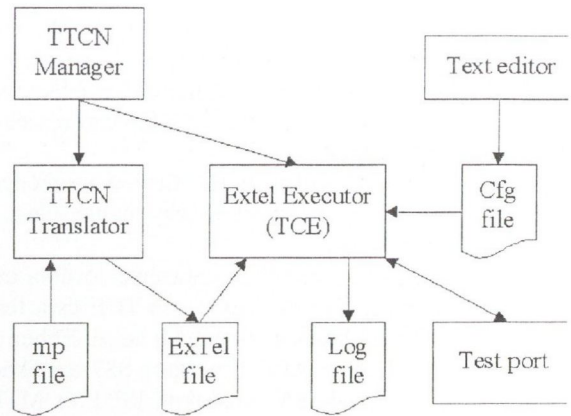 TTCN
Manager
Text editor
TTCN
Translator
Extel Executor
(TCE)
Cfg
file
mp
file
ExTel
file
Log
file
Test port